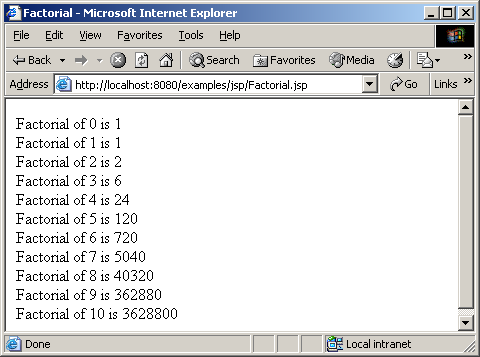 Factorial - Microsoft Internet Explorer
File Edit View Favorites Tools Help
Back Search Favorites Media »
Address http://localhost:8080/examples/jsp/Factorial.jsp Go Links »
Factorial of 0 is 1
Factorial of 1 is 1
Factorial of 2 is 2
Factorial of 3 is 6
Factorial of 4 is 24
Factorial of 5 is 120
Factorial of 6 is 720
Factorial of 7 is 5040
Factorial of 8 is 40320
Factorial of 9 is 362880
Factorial of 10 is 3628800
Done Local intranet